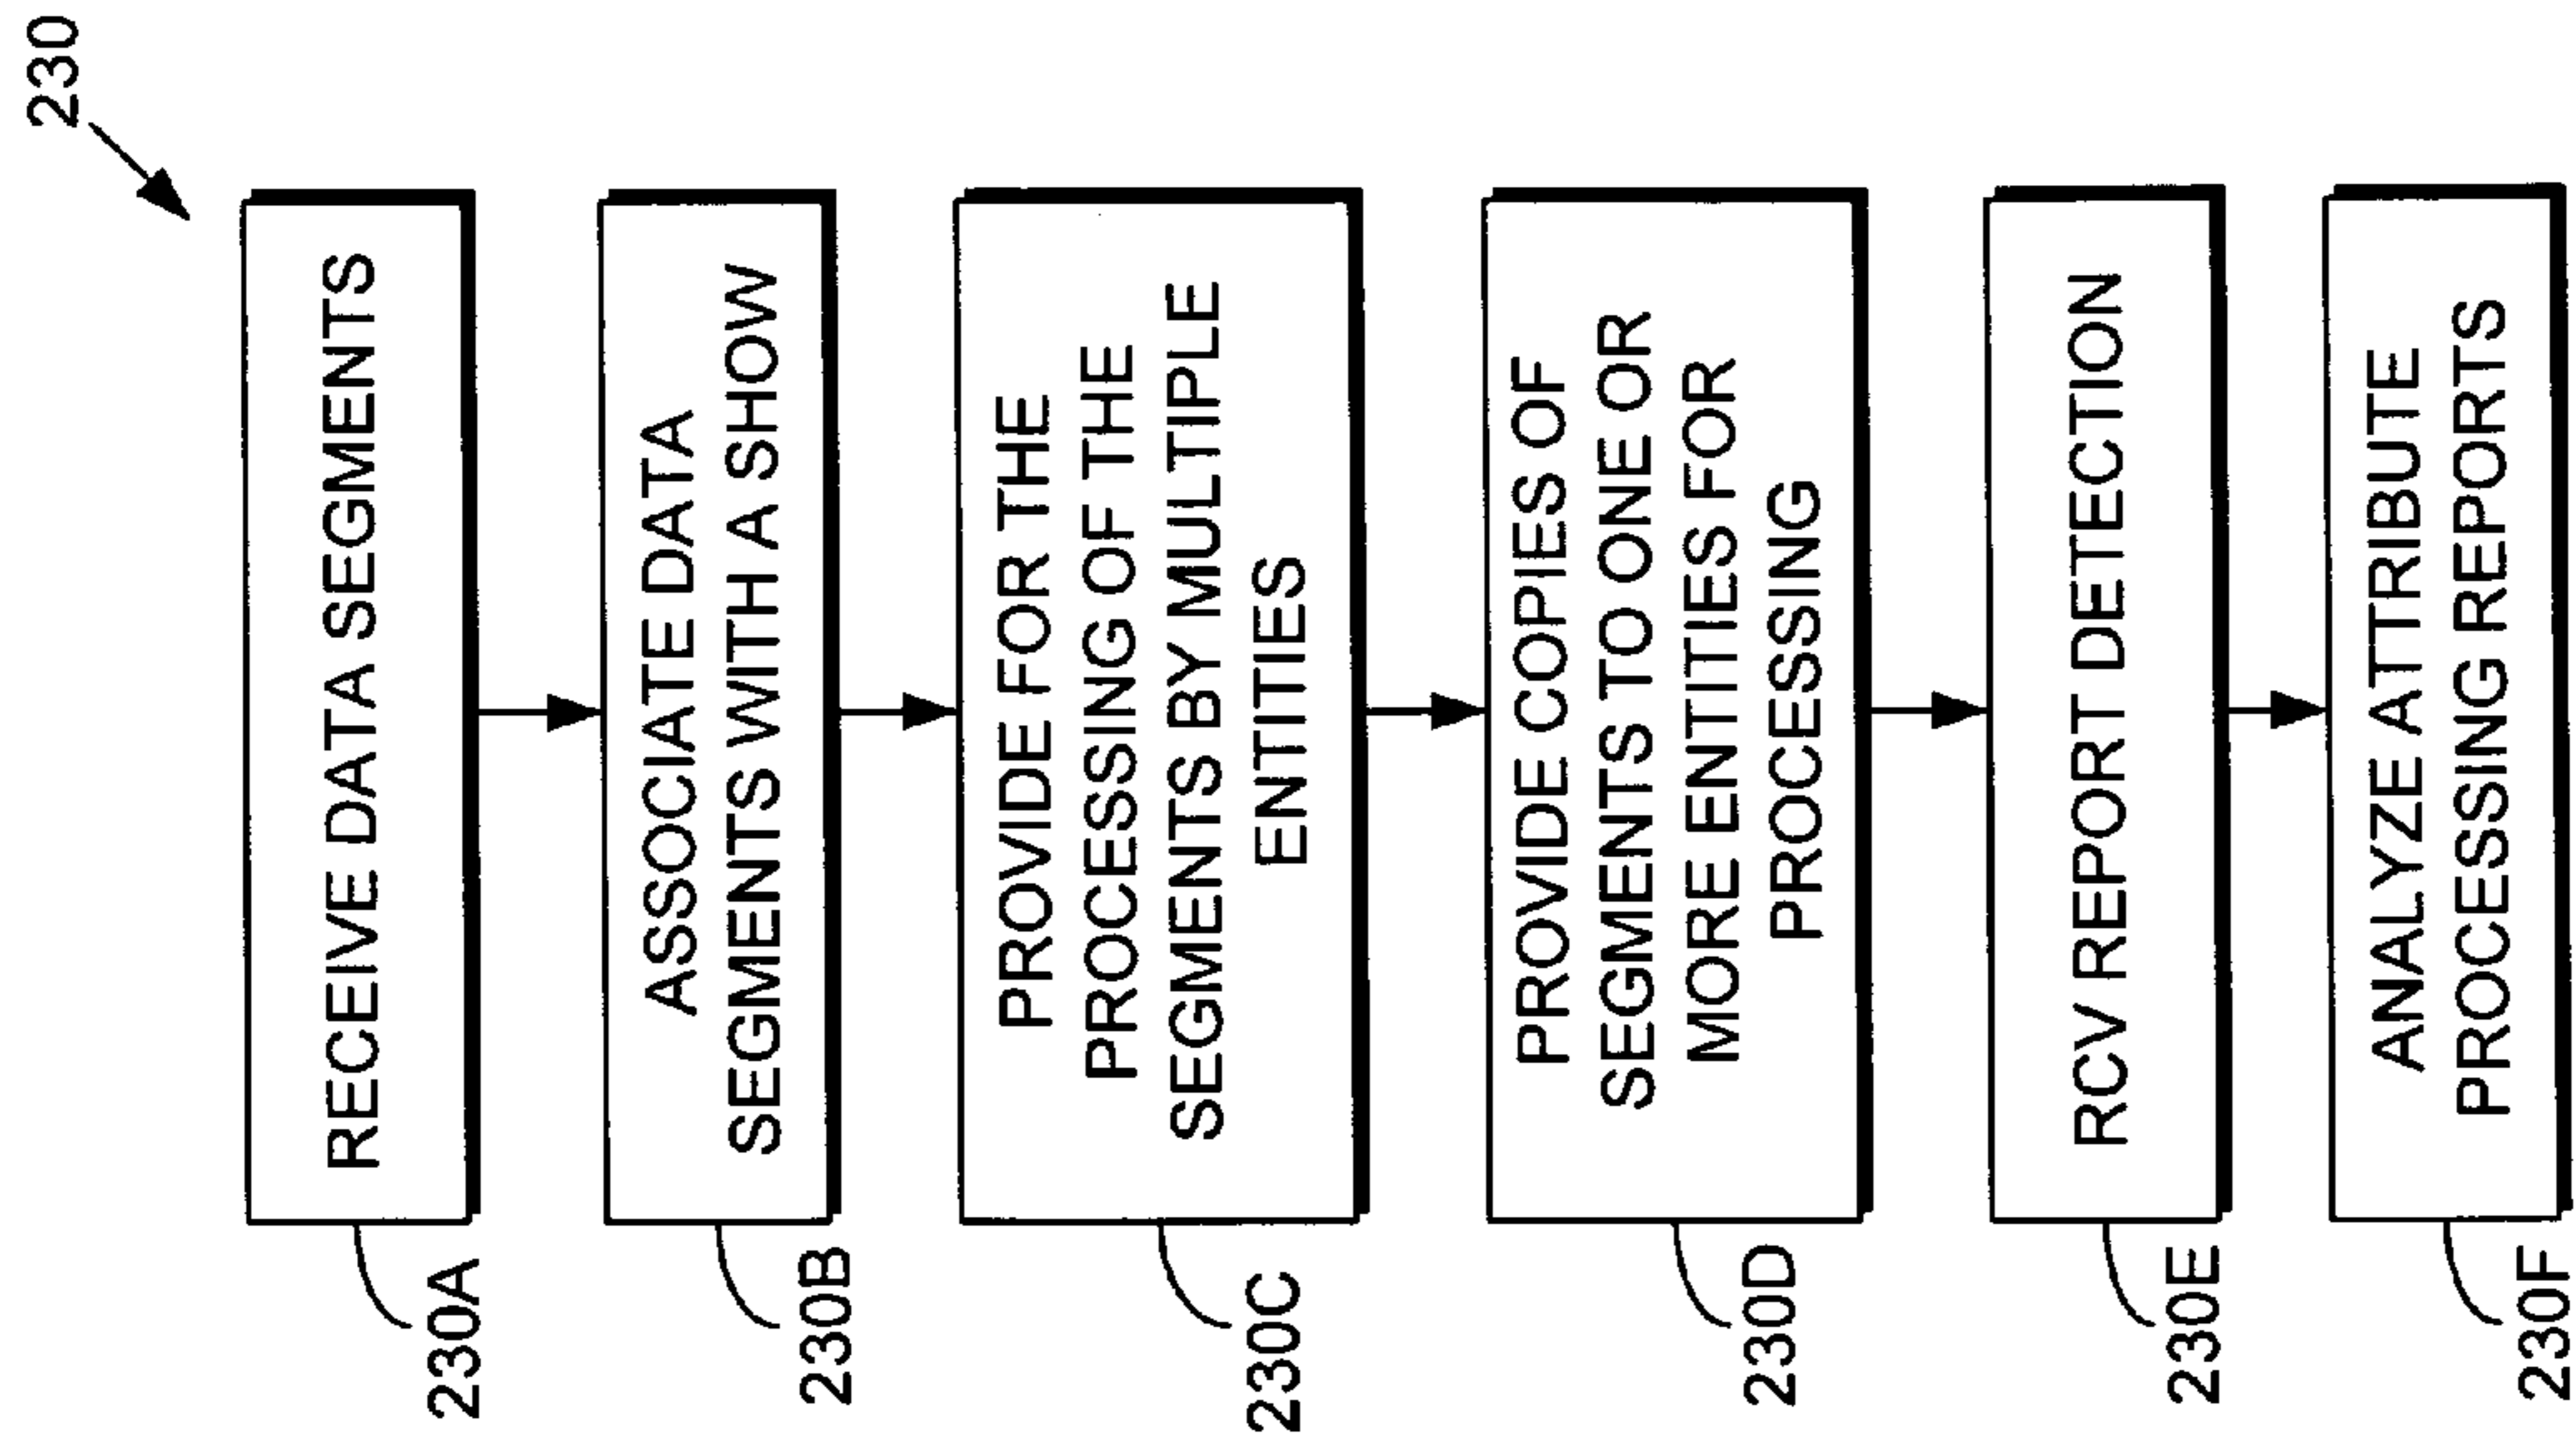 230
RECEIVE DATA SEGMENTS
230A
ASSOCIATE DATA
SEGMENTS WITH A SHOW
230B
PROVIDE FOR THE
PROCESSING OF THE
SEGMENTS BY MULTIPLE
ENTITIES
230C
PROVIDE COPIES OF
SEGMENTS TO ONE OR
MORE ENTITIES FOR
PROCESSING
230D
RCV REPORT DETECTION
230E
ANALYZE ATTRIBUTE
PROCESSING REPORTS
230F